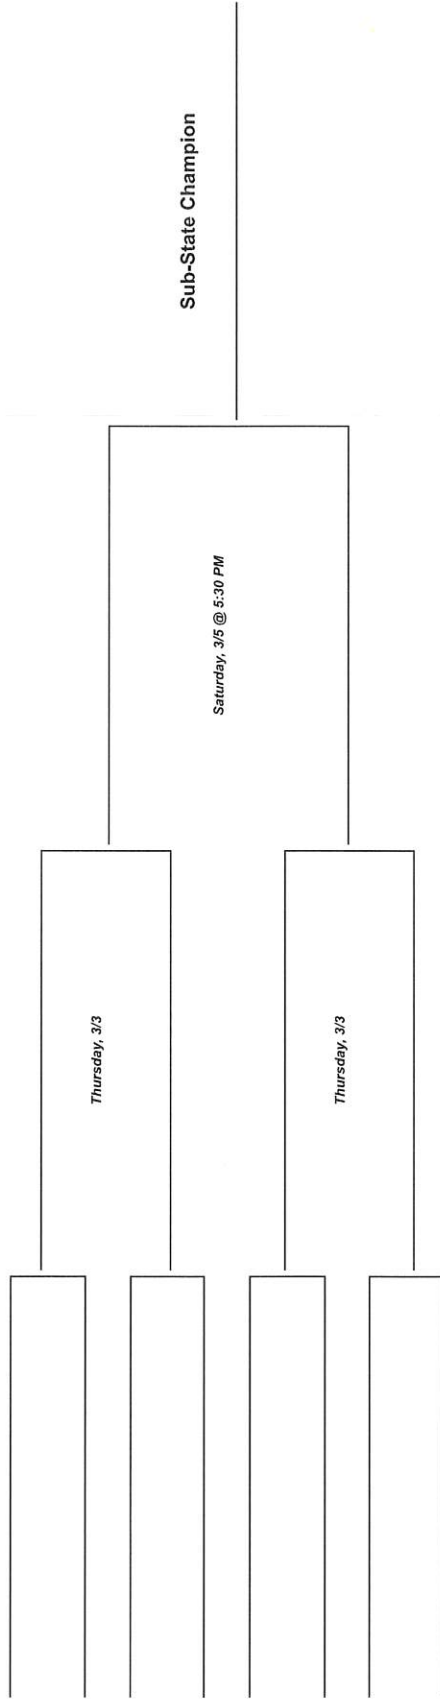 Sub-State Champion
Saturday, 3/5 @ 5:30 PM
Thursday, 3/3
Thursday, 3/3